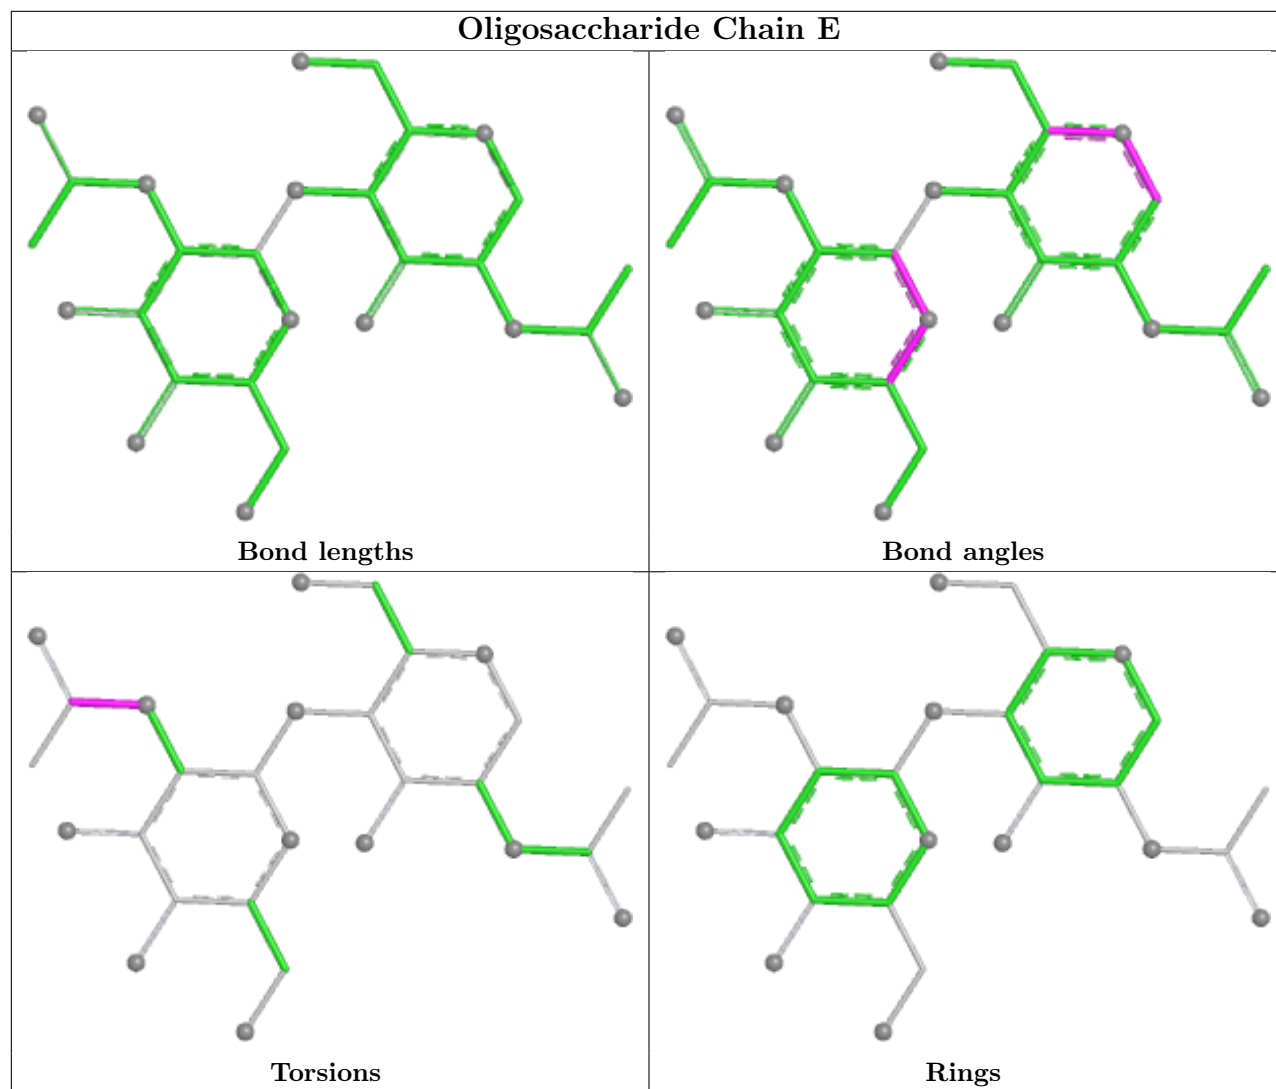 Oligosaccharide Chain E
Bond lengths
Bond angles
Torsions
Rings